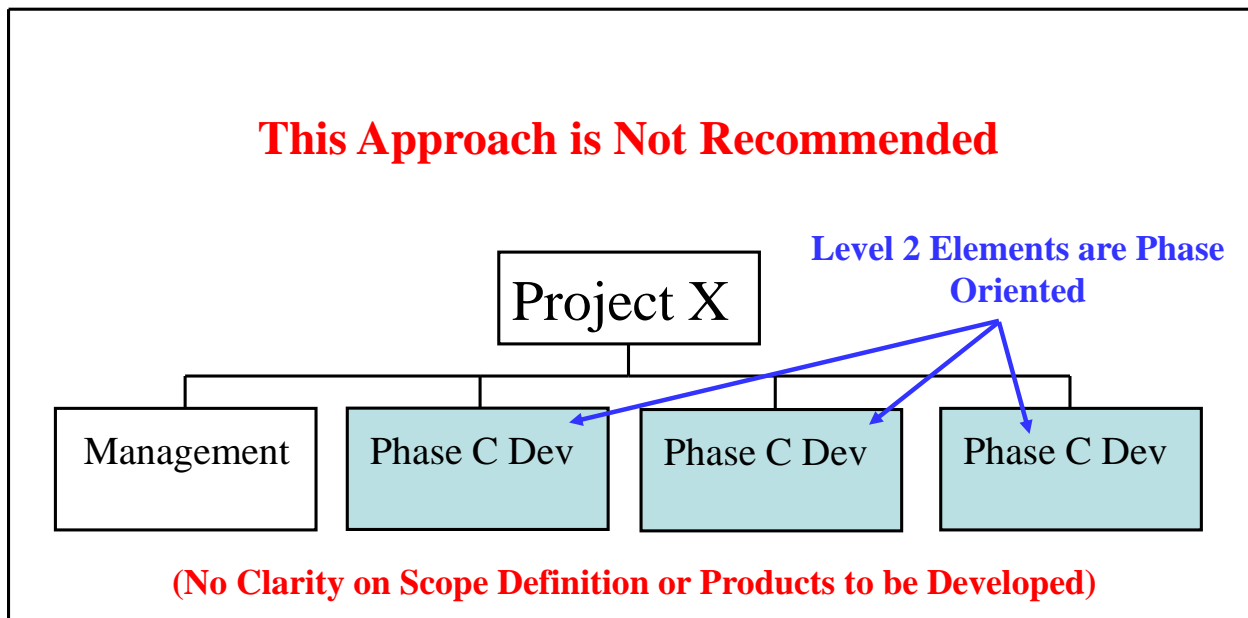 This Approach is Not Recommended
Level 2 Elements are Phase
Oriented
Project X
Management
Phase C Dev
Phase C Dev
Phase C Dev
(No Clarity on Scope Definition or Products to be Developed)